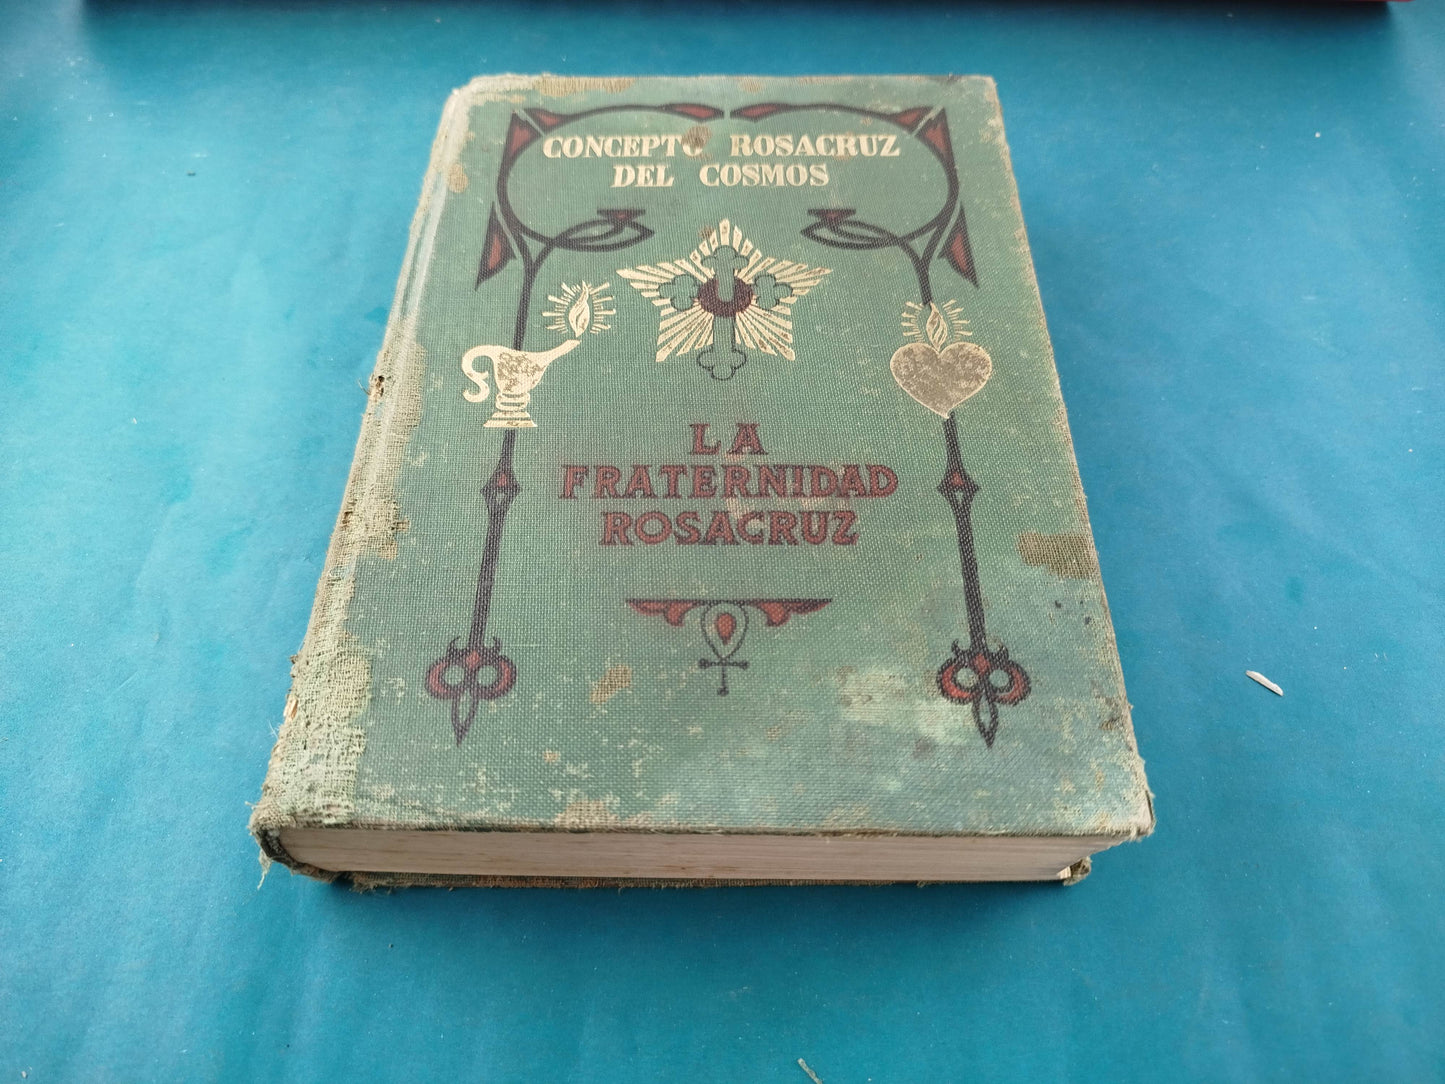 CONCEPTO ROSACRUZ
DEL COSMOS
LA
FRATERNIDAD
ROSACRUZ